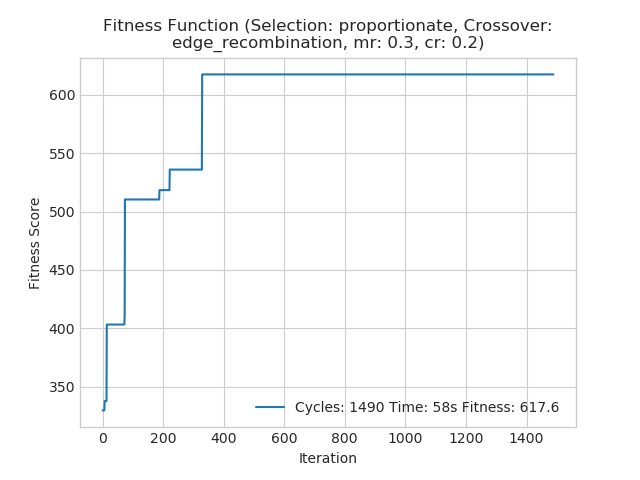 Fitness Function (Selection: proportionate, Crossover:
edge_recombination, mr: 0.3, cr: 0.2)
600
550
500
450
400
350
Fitness Score
Cycles: 1490 Time: 58s Fitness: 617.6
0 200 400 600 800 1000 1200 1400
Iteration